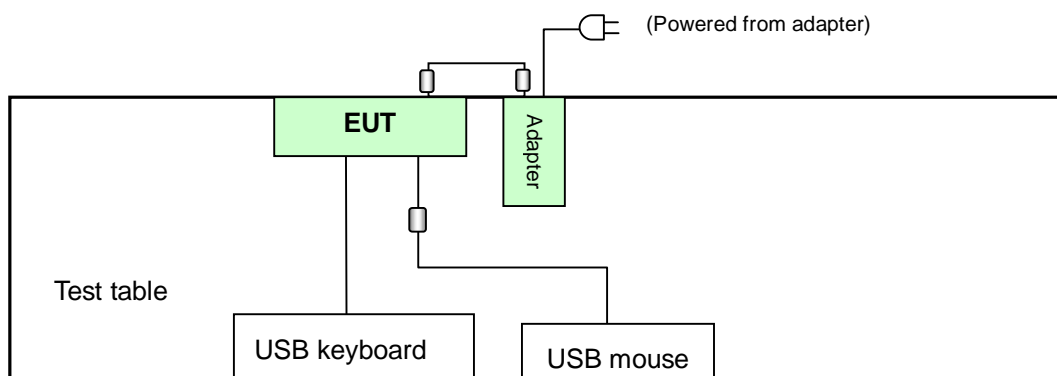 (Powered from adapter)
EUT
Adapter
Test table
USB keyboard
USB mouse